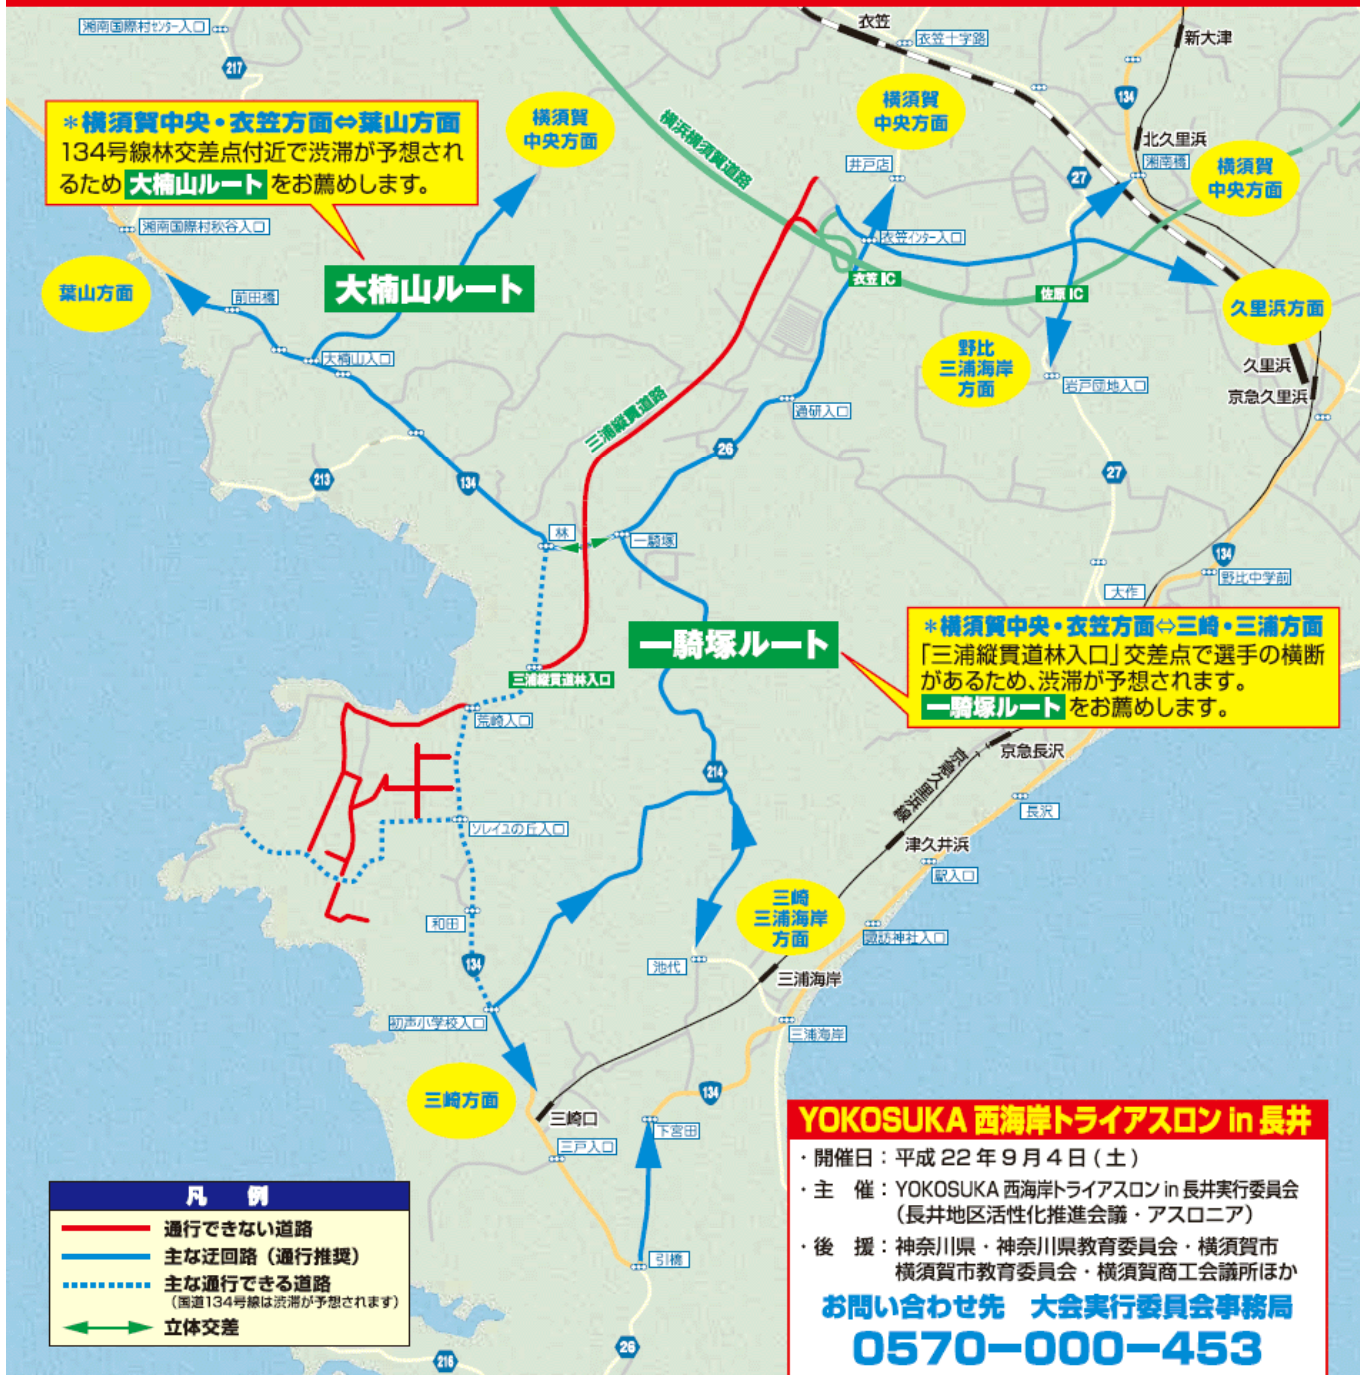 湘南国際村センター入口
217
衣笠
衣笠十字路
新大津
134
*横須賀中央・衣笠方面⇔葉山方面
134号線林交差点付近で渋滞が予想され
るため 大楠山ルート をお薦めします。
横須賀
中央方面
横須賀
中央方面
横浜横須賀道路
北久里浜
湘南橋
井戸店
27
横須賀
中央方面
湘南国際村秋谷入口
衣笠インター入口
大楠山ルート
衣笠IC
佐原IC
葉山方面
前田橋
久里浜方面
大楠山入口
野比
三浦海岸
方面
久里浜
岩戸団地入口
京急久里浜
三浦縦貫道路
通研入口
26
213
134
27
林
一騎塚
134
野比中学前
大作
一騎塚ルート
*横須賀中央・衣笠方面⇔三崎・三浦方面
「三浦縦貫道林入口」交差点で選手の横断
があるため、渋滞が予想されます。
一騎塚ルート をお薦めします。
三浦縦貫道林入口
荒崎入口
京急長沢
214
京急久里浜線
長沢
ソレイユの丘入口
津久井浜
駅入口
三崎
三浦海岸
方面
和田
諏訪神社入口
134
池代
三浦海岸
初声小学校入口
三浦海岸
三崎方面
134
三崎口
下宮田
三戸入口
引橋
26
216
凡 例
通行できない道路
主な迂回路（通行推奨）
主な通行できる道路
（国道134号線は渋滞が予想されます）
立体交差
YOKOSUKA 西海岸トライアスロン in 長井
・開催日：平成 22 年 9 月 4 日 ( 土 )
・主 催：YOKOSUKA 西海岸トライアスロン in 長井実行委員会
（長井地区活性化推進会議・アスロニア）
・後 援：神奈川県・神奈川県教育委員会・横須賀市
横須賀市教育委員会・横須賀商工会議所ほか
お問い合わせ先 大会実行委員会事務局
0570ー000ー453